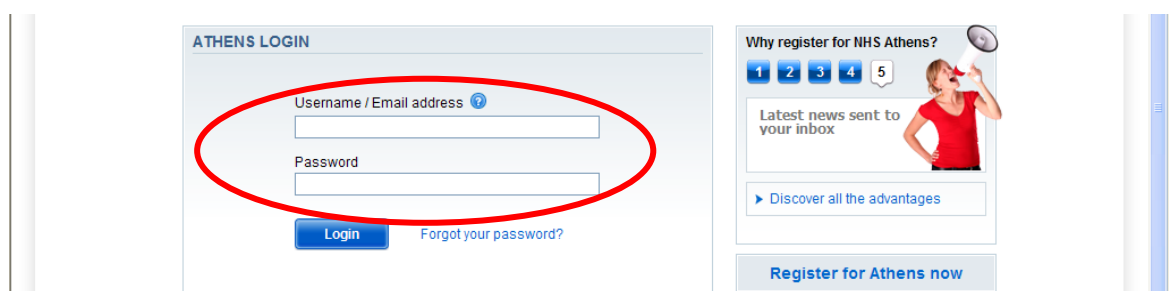 ATHENS LOGIN
Username / Email address ?
Password
Login
Forgot your password?
Why register for NHS Athens?
1 2 3 4 5
Latest news sent to
your inbox
Discover all the advantages
Register for Athens now